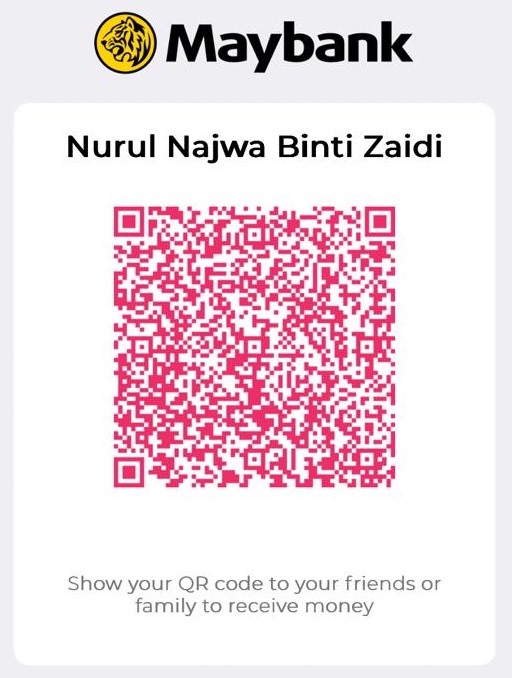 Maybank
Nurul Najwa Binti Zaidi
Show your QR code to your friends or
family to receive money